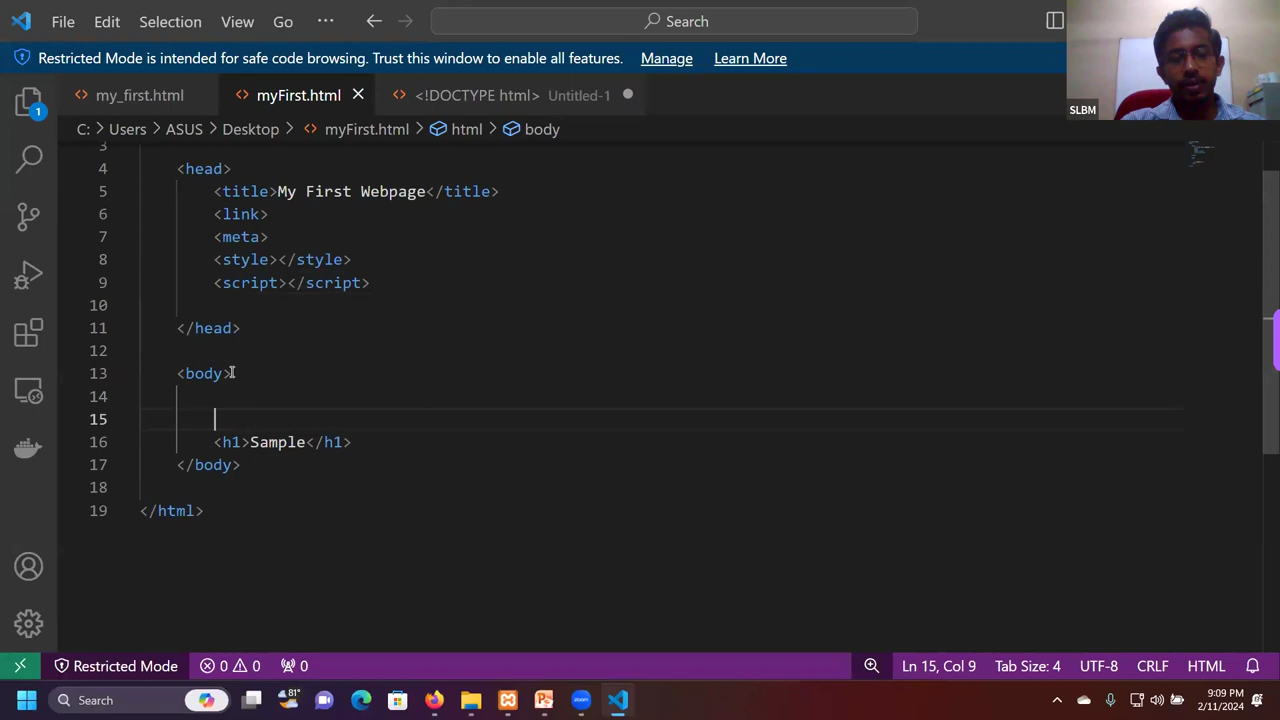 File Edit Selection View Go ··· Search
Restricted Mode is intended for safe code browsing. Trust this window to enable all features. Manage Learn More
SLBM
my_first.html myFirst.html <!DOCTYPE html> Untitled-1
C: > Users > ASUS > Desktop > myFirst.html > html > body
1
3
4 <head>
5 <title>My First Webpage</title>
6 <link>
7 <meta>
8 <style></style>
9 <script></script>
10
11 </head>
12
13 <body>
14
15
16 <h1>Sample</h1>
17 </body>
18
19 </html>
Restricted Mode 0 0 0 Ln 15, Col 9 Tab Size: 4 UTF-8 CRLF HTML
Search 81° zoom 9:09 PM
2/11/2024